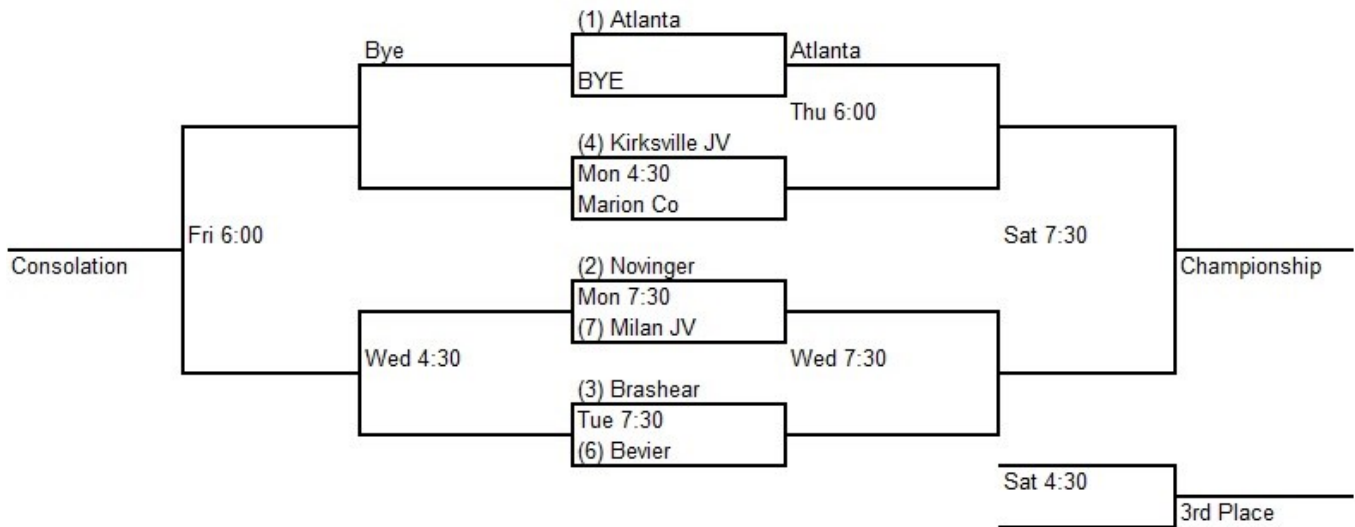 (1) Atlanta
Bye
Atlanta
BYE
Thu 6:00
(4) Kirksville JV
Mon 4:30
Marion Co
Fri 6:00
Sat 7:30
Consolation
(2) Novinger
Championship
Mon 7:30
(7) Milan JV
Wed 4:30
Wed 7:30
(3) Brashear
Tue 7:30
(6) Bevier
Sat 4:30
3rd Place